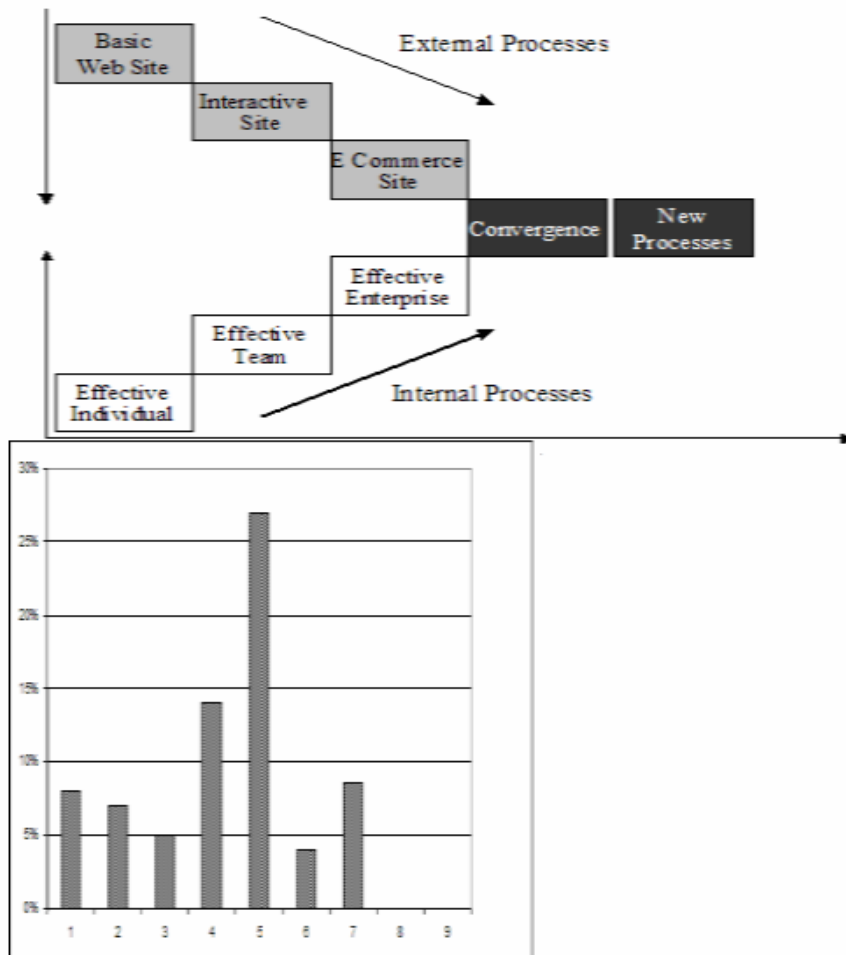 Basic
Web Site
External Processes
Interactive
Site
E Commerce
Site
Convergence
New
Processes
Effective
Enterprise
Effective
Team
Effective
Individual
Internal Processes
30%
25%
20%
15%
10%
5%
0%
1 2 3 4 5 6 7 8 9